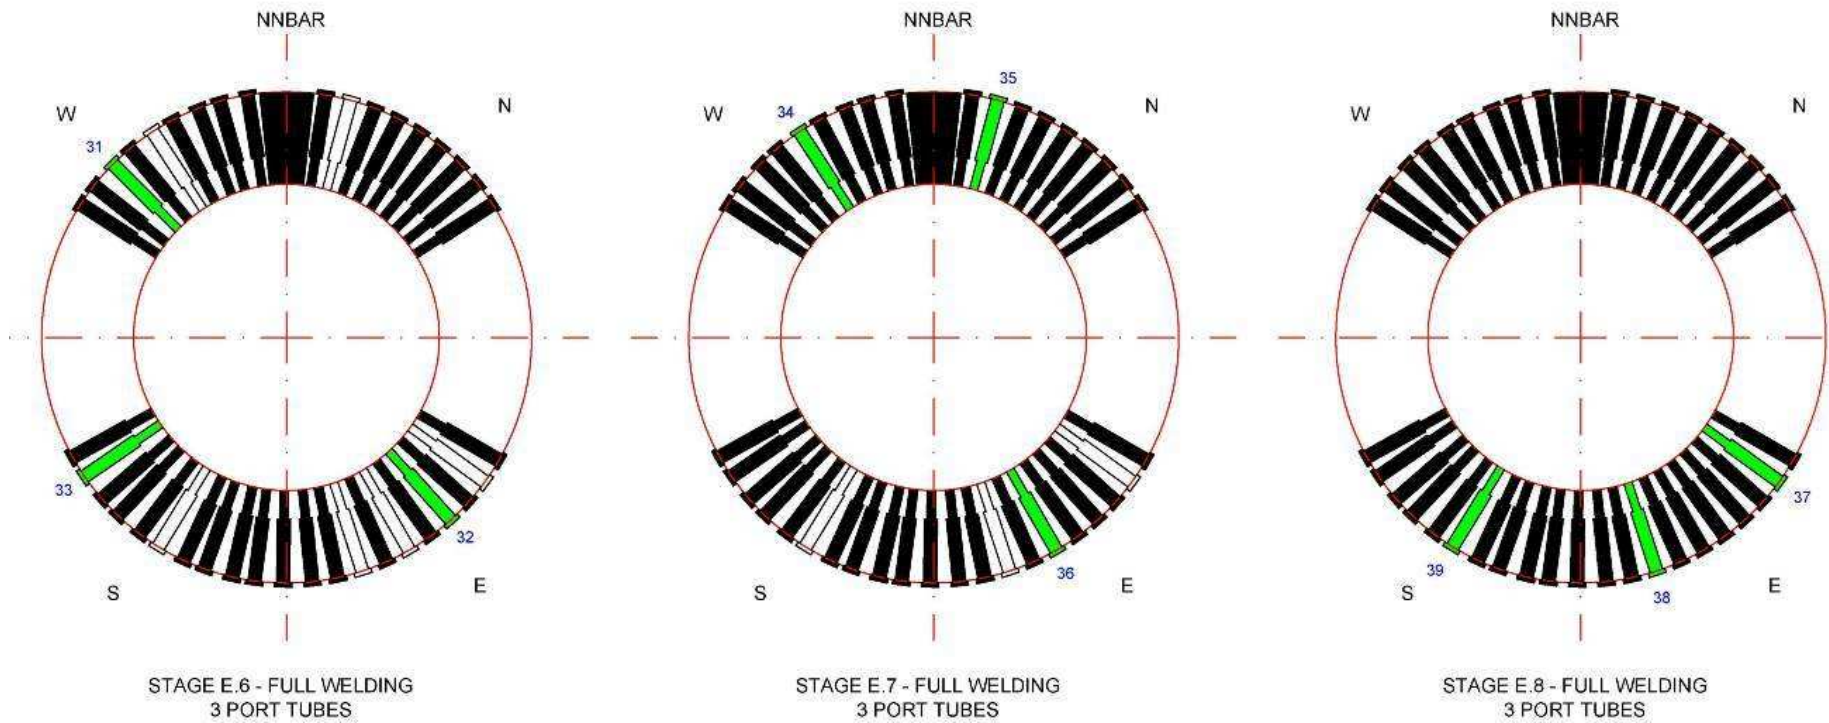 NNBAR
W
N
31
33
32
S
E
STAGE E.6 - FULL WELDING
3 PORT TUBES
NNBAR
35
34
W
N
36
S
E
STAGE E.7 - FULL WELDING
3 PORT TUBES
NNBAR
W
N
37
39
38
S
E
STAGE E.8 - FULL WELDING
3 PORT TUBES